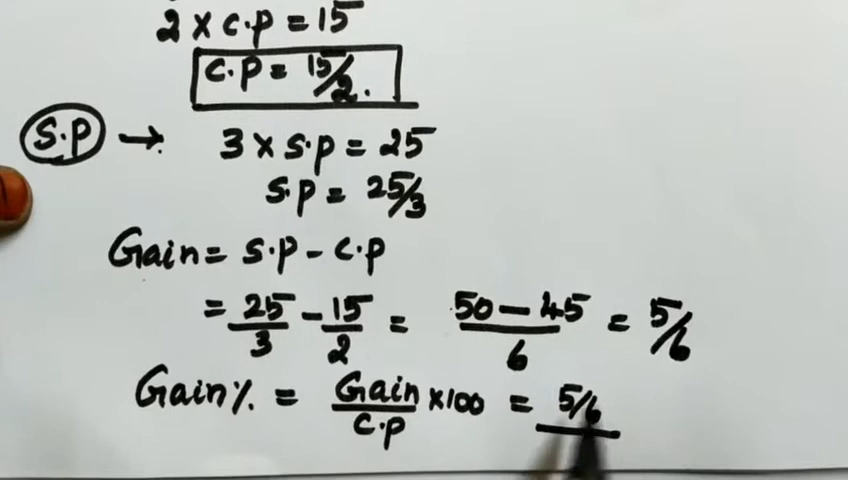 2 × C.P = 15
C.P = 15/2.
S.P → 3 × S.P = 25
S.P = 25/3
Gain = S.P - C.P
= 25/3 - 15/2 = 50 - 45/6 = 5/6
Gain % = Gain/C.P × 100 = 5/6